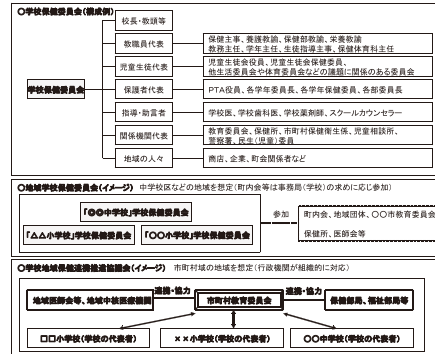 ○学校保健委員会(構成例)
校長・教頭等
教職員代表
保健主事、養護教諭、保健部教諭、栄養教諭
教務主任、学年主任、生徒指導主事、保健体育科主任
児童生徒代表
児童生徒会役員、児童生徒会保健委員、
他生活委員会や体育委員会などの議題に関係のある委員会
学校保健委員会
保護者代表
PTA役員、各学年委員長、各学年保健委員、各部委員長
指導・助言者
学校医、学校歯科医、学校薬剤師、スクールカウンセラー
関係機関代表
教育委員会、保健所、市町村保健衛生係、児童相談所、
警察署、民生(児童)委員
地域の人々
商店、企業、町会関係者など
○地域学校保健委員会(イメージ) 中学校区などの地域を想定(町内会等は事務局(学校)の求めに応じ参加)
「◎◎中学校」学校保健委員会
「△△小学校」学校保健委員会
「○○小学校」学校保健委員会
参加
町内会、地域団体、○○市教育委員会
保健所、医師会等
○学校地域保健連携推進協議会(イメージ) 市町村域の地域を想定(行政機関が組織的に対応)
地域医師会等、地域中核医療機関
連携・協力
市町村教育委員会
連携・協力
保健部局、福祉部局等
□□小学校(学校の代表者)
××小学校(学校の代表者)
○○中学校(学校の代表者)